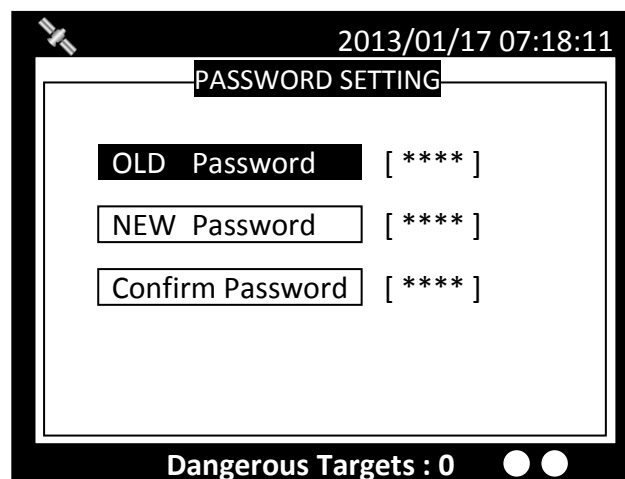 2013/01/17 07:18:11
PASSWORD SETTING
OLD Password [ **** ]
NEW Password [ **** ]
Confirm Password [ **** ]
Dangerous Targets : 0